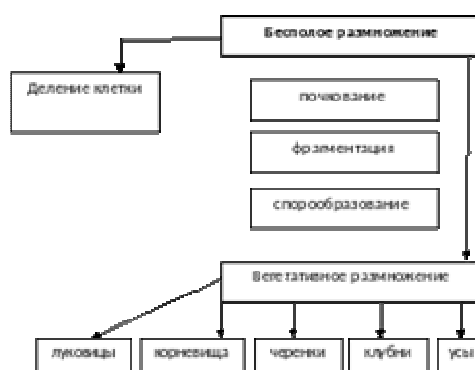 Бесполое размножение
Деление клетки
почкование
фрагментация
спорообразование
Вегетативное размножение
луковицы
корневища
черенки
клубни
усы